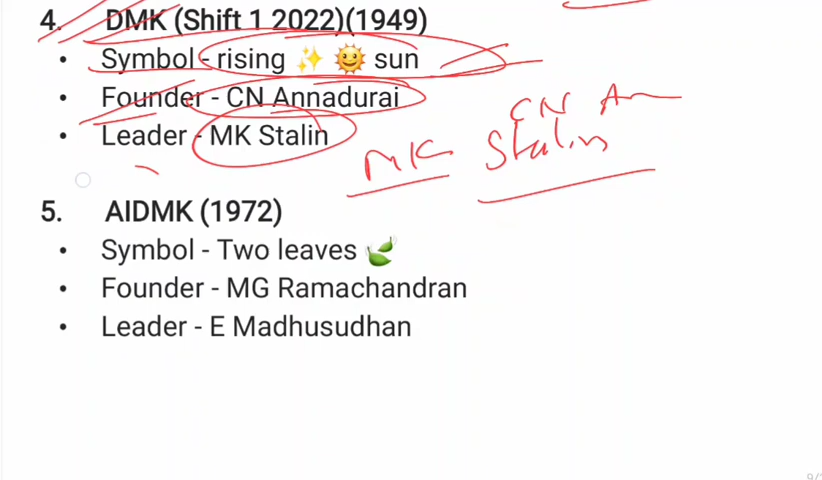 4. DMK (Shift 1 2022)(1949)
• Symbol - rising ✨ 🌞 sun
• Founder - CN Annadurai
• Leader - MK Stalin
CN An
MK Stalin
5. AIDMK (1972)
• Symbol - Two leaves 🍃
• Founder - MG Ramachandran
• Leader - E Madhusudhan